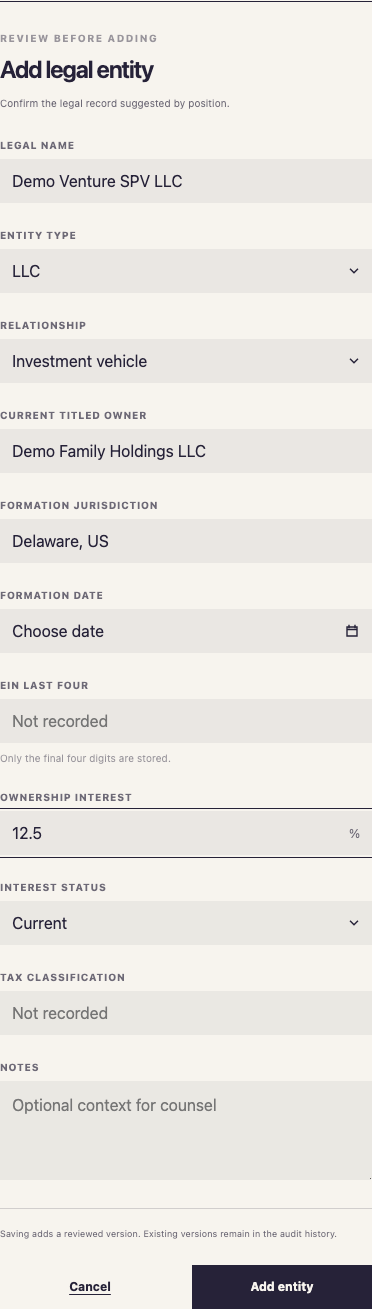 REVIEW BEFORE ADDING
Add legal entity
Confirm the legal record suggested by position.
LEGAL NAME
Demo Venture SPV LLC
ENTITY TYPE
LLC
RELATIONSHIP
Investment vehicle
CURRENT TITLED OWNER
Demo Family Holdings LLC
FORMATION JURISDICTION
Delaware, US
FORMATION DATE
Choose date
EIN LAST FOUR
Not recorded
Only the final four digits are stored.
OWNERSHIP INTEREST
12.5 %
INTEREST STATUS
Current
TAX CLASSIFICATION
Not recorded
NOTES
Optional context for counsel
Saving adds a reviewed version. Existing versions remain in the audit history.
Cancel Add entity